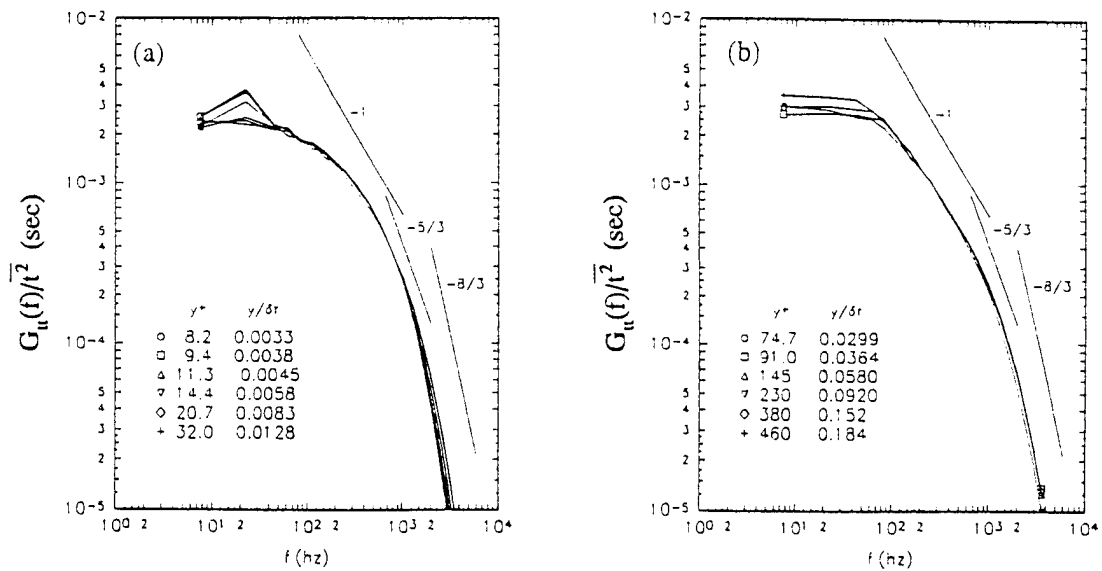 (a)
10⁻²
5
4
3
2
10⁻³
5
4
3
2
10⁻⁴
5
4
3
2
10⁻⁵
G_tt(f)/t̄² (sec)
-1
-5/3
-8/3
y⁺ y/δт
○ 8.2 0.0033
□ 9.4 0.0038
△ 11.3 0.0045
▽ 14.4 0.0058
◇ 20.7 0.0083
+ 32.0 0.0128
10⁰ 2 10¹ 2 10² 2 10³ 2 10⁴
f (hz)
(b)
10⁻²
5
4
3
2
10⁻³
5
4
3
2
10⁻⁴
5
4
3
2
10⁻⁵
G_tt(f)/t̄² (sec)
-1
-5/3
-8/3
y⁺ y/δт
○ 74.7 0.0299
□ 91.0 0.0364
△ 145 0.0580
▽ 230 0.0920
◇ 380 0.152
+ 460 0.184
10⁰ 2 10¹ 2 10² 2 10³ 2 10⁴
f (hz)